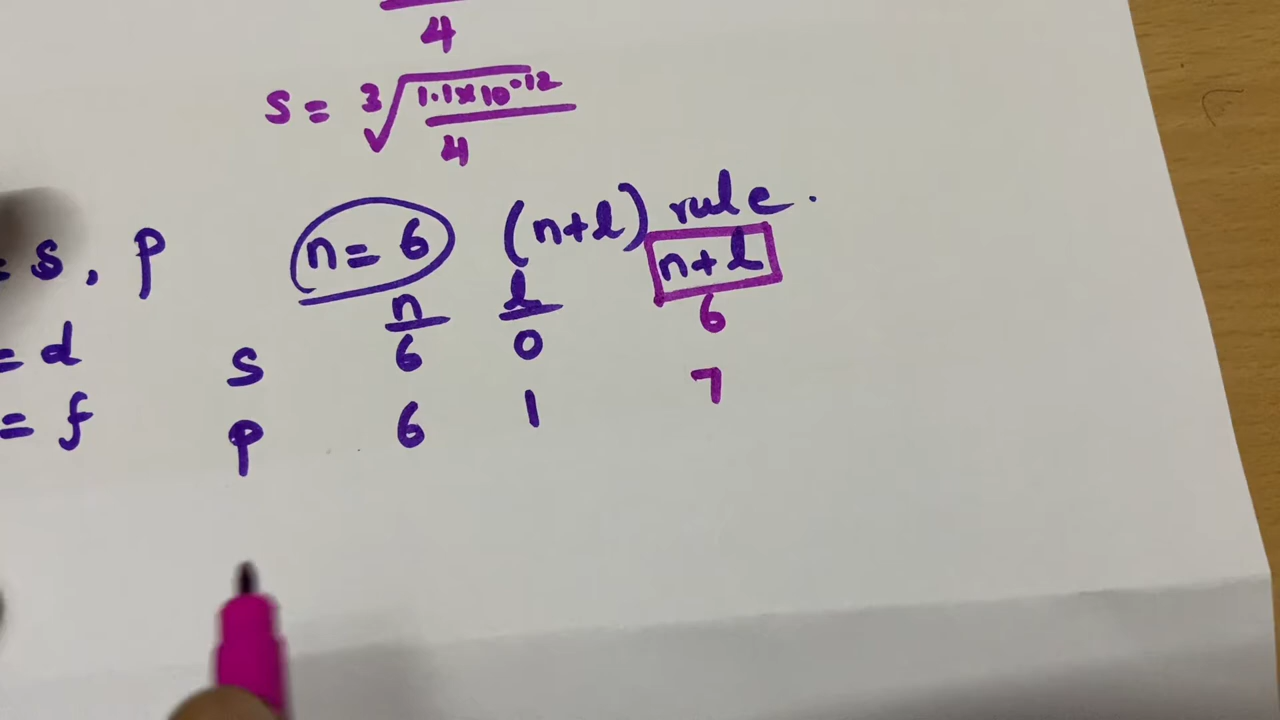 4
s = ∛(1.1×10⁻¹² / 4)
= s, p n = 6 (n+l) rule.
n l n+l
= d s 6 0 6
= f p 6 1 7